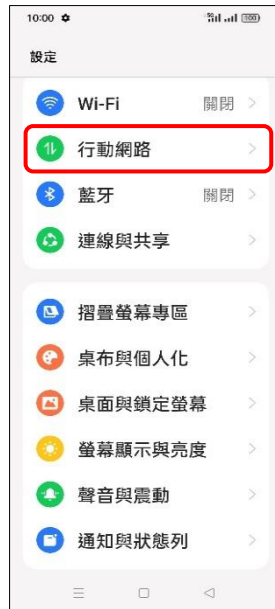 10:00
5G 100
設定
Wi-Fi 關閉
行動網路
藍牙 關閉
連線與共享
摺疊螢幕專區
桌布與個人化
桌面與鎖定螢幕
螢幕顯示與亮度
聲音與震動
通知與狀態列